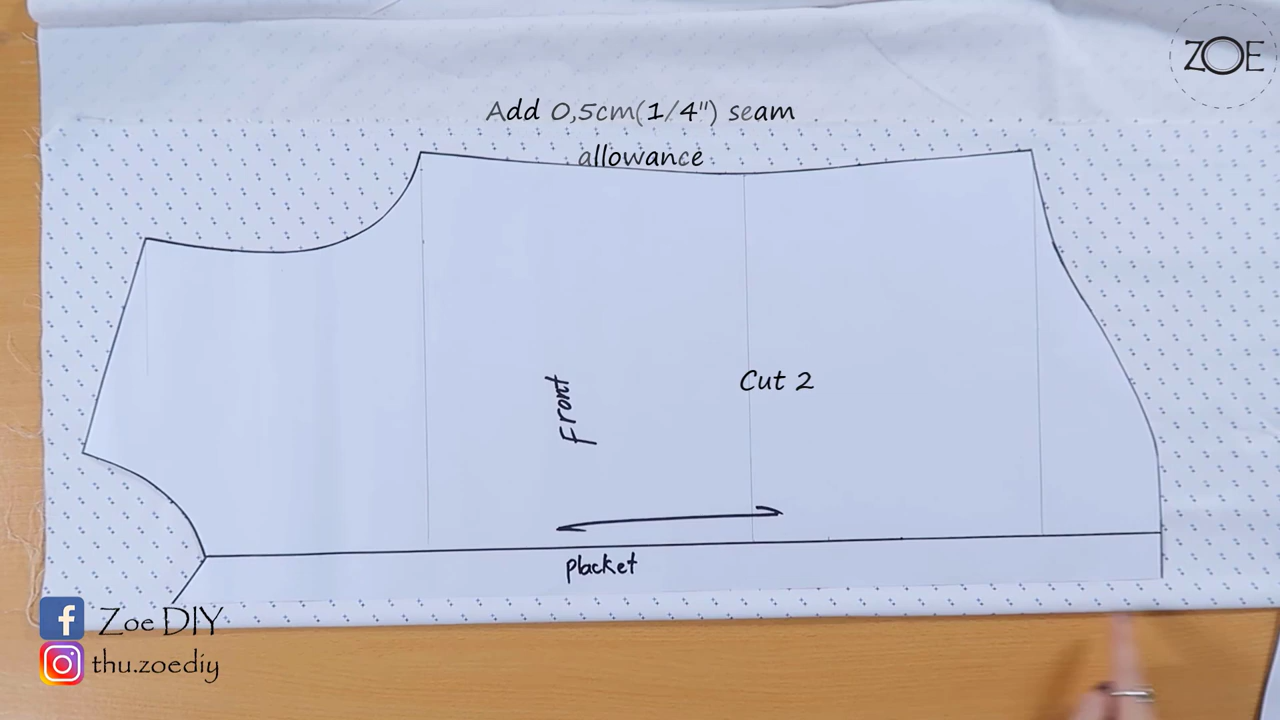 ZOE
Add 0,5cm(1/4") seam
allowance
Front
Cut 2
placket
Zoe DIY
thu.zoediy